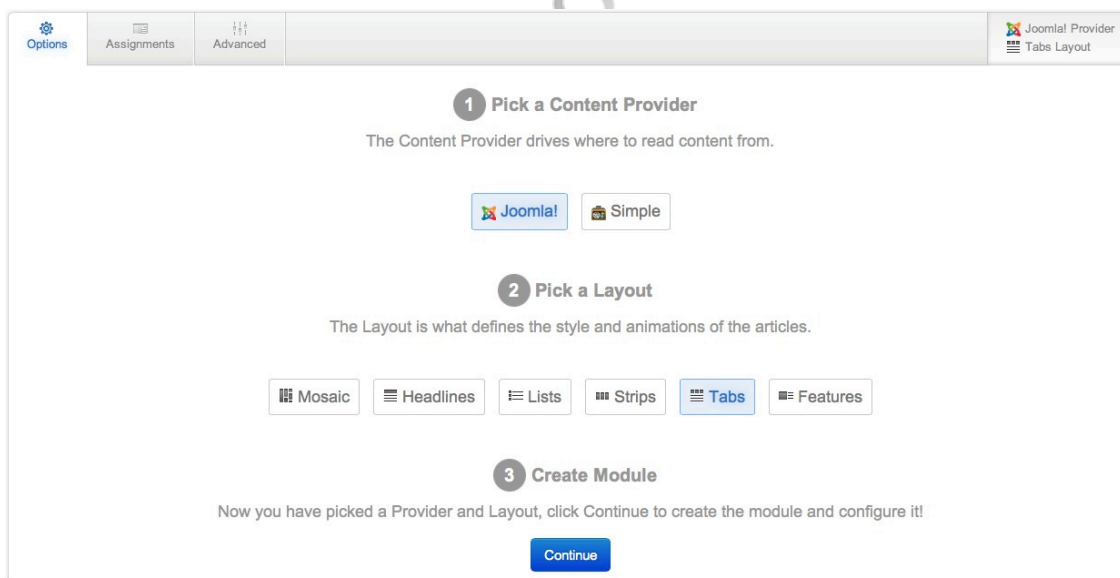 Options
Assignments
Advanced
Joomla! Provider
Tabs Layout
1 Pick a Content Provider
The Content Provider drives where to read content from.
Joomla! Simple
2 Pick a Layout
The Layout is what defines the style and animations of the articles.
Mosaic Headlines Lists Strips Tabs Features
3 Create Module
Now you have picked a Provider and Layout, click Continue to create the module and configure it!
Continue